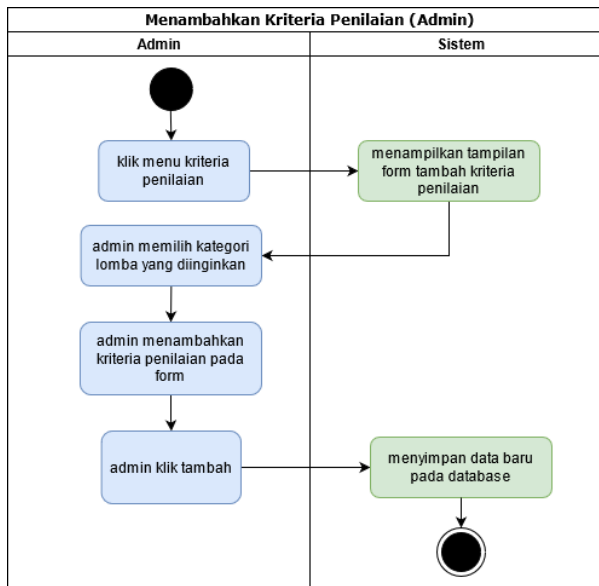 Menambahkan Kriteria Penilaian (Admin)
Admin
Sistem
klik menu kriteria
penilaian
menampilkan tampilan
form tambah kriteria
penilaian
admin memilih kategori
lomba yang diinginkan
admin menambahkan
kriteria penilaian pada
form
admin klik tambah
menyimpan data baru
pada database